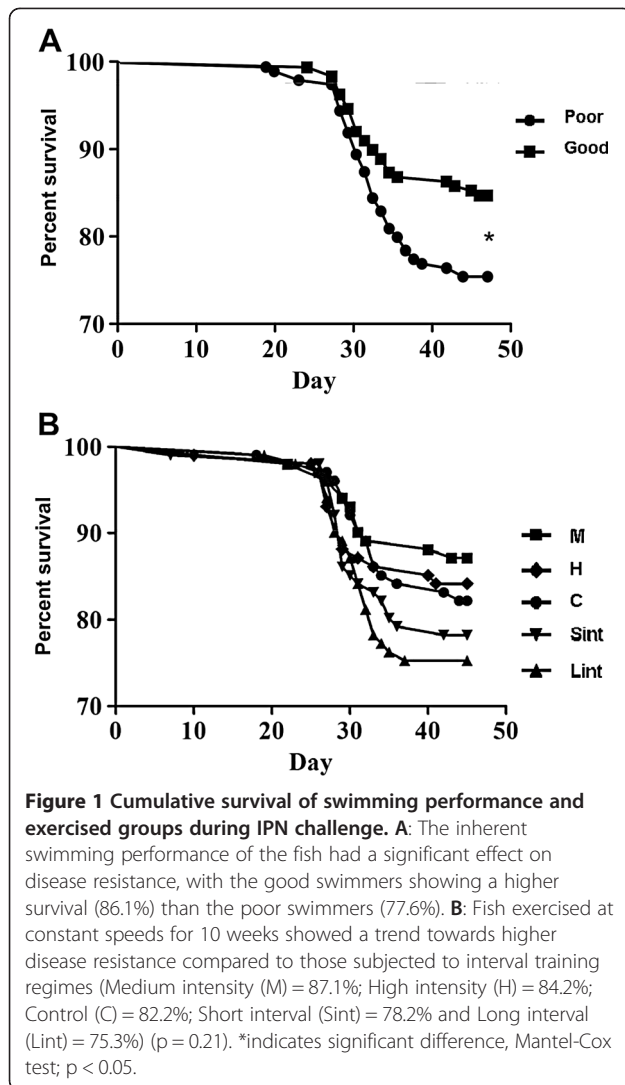 A
100
90
80
70
Percent survival
Poor
Good
*
0 10 20 30 40 50
Day
B
100
90
80
70
Percent survival
M
H
C
Sint
Lint
0 10 20 30 40 50
Day
Figure 1 Cumulative survival of swimming performance and
exercised groups during IPN challenge. A: The inherent
swimming performance of the fish had a significant effect on
disease resistance, with the good swimmers showing a higher
survival (86.1%) than the poor swimmers (77.6%). B: Fish exercised at
constant speeds for 10 weeks showed a trend towards higher
disease resistance compared to those subjected to interval training
regimes (Medium intensity (M) = 87.1%; High intensity (H) = 84.2%;
Control (C) = 82.2%; Short interval (Sint) = 78.2% and Long interval
(Lint) = 75.3%) (p = 0.21). *indicates significant difference, Mantel-Cox
test; p < 0.05.